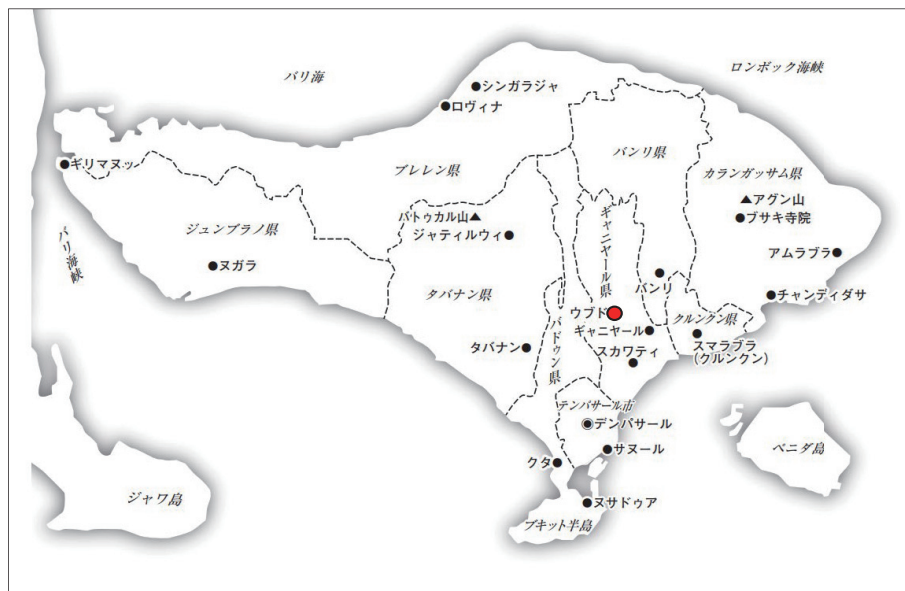 バリ海
ロンボック海峡
シンガラジャ
ロヴィナ
ギリマヌッ
バンリ県
ブレレン県
カランガッサム県
アグン山
ブサキ寺院
バトゥカル山
ジャティルウィ
ギャニヤール県
ジュンブラノ県
バリ海峡
ヌガラ
アムラプラ
バンリ
チャンディダサ
タバナン県
バドゥン県
ウブド
クルンクン県
ギャニヤール
スマラプラ
(クルンクン)
タバナン
スカワティ
デンパサール市
デンパサール
サヌール
クタ
ペニダ島
ジャワ島
ヌサドゥア
ブキット半島